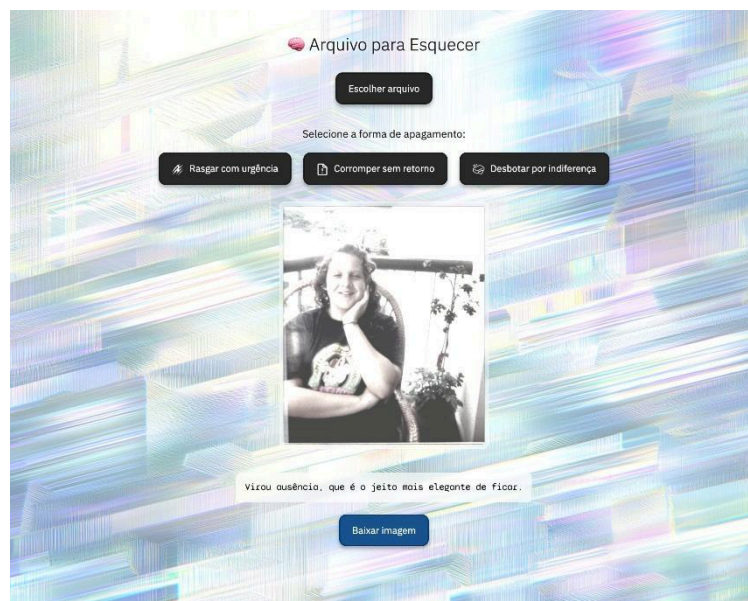 Arquivo para Esquecer
Escolher arquivo
Selecione a forma de apagamento:
Rasgar com urgência
Corromper sem retorno
Desbotar por indiferença
Virou ausência, que é o jeito mais elegante de ficar.
Baixar imagem